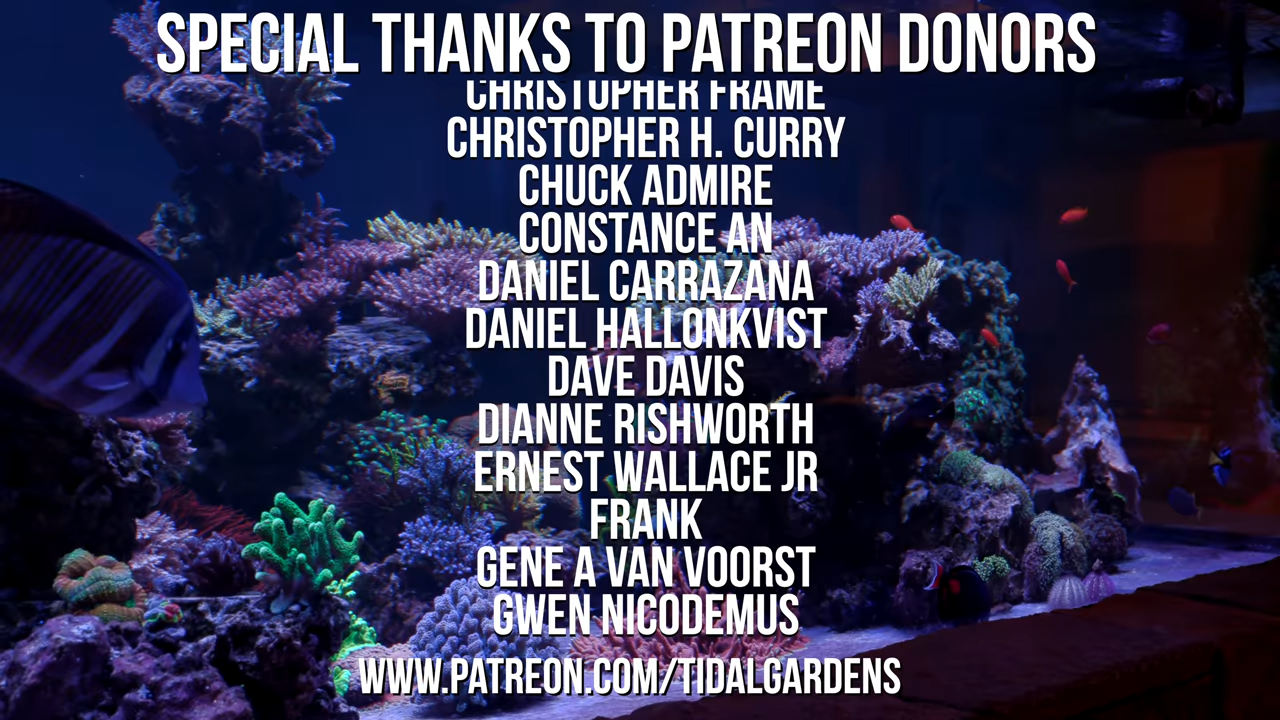 SPECIAL THANKS TO PATREON DONORS
CHRISTOPHER FRAME
CHRISTOPHER H. CURRY
CHUCK ADMIRE
CONSTANCE AN
DANIEL CARRAZANA
DANIEL HALLONKVIST
DAVE DAVIS
DIANNE RISHWORTH
ERNEST WALLACE JR
FRANK
GENE A VAN VOORST
GWEN NICODEMUS
WWW.PATREON.COM/TIDALGARDENS